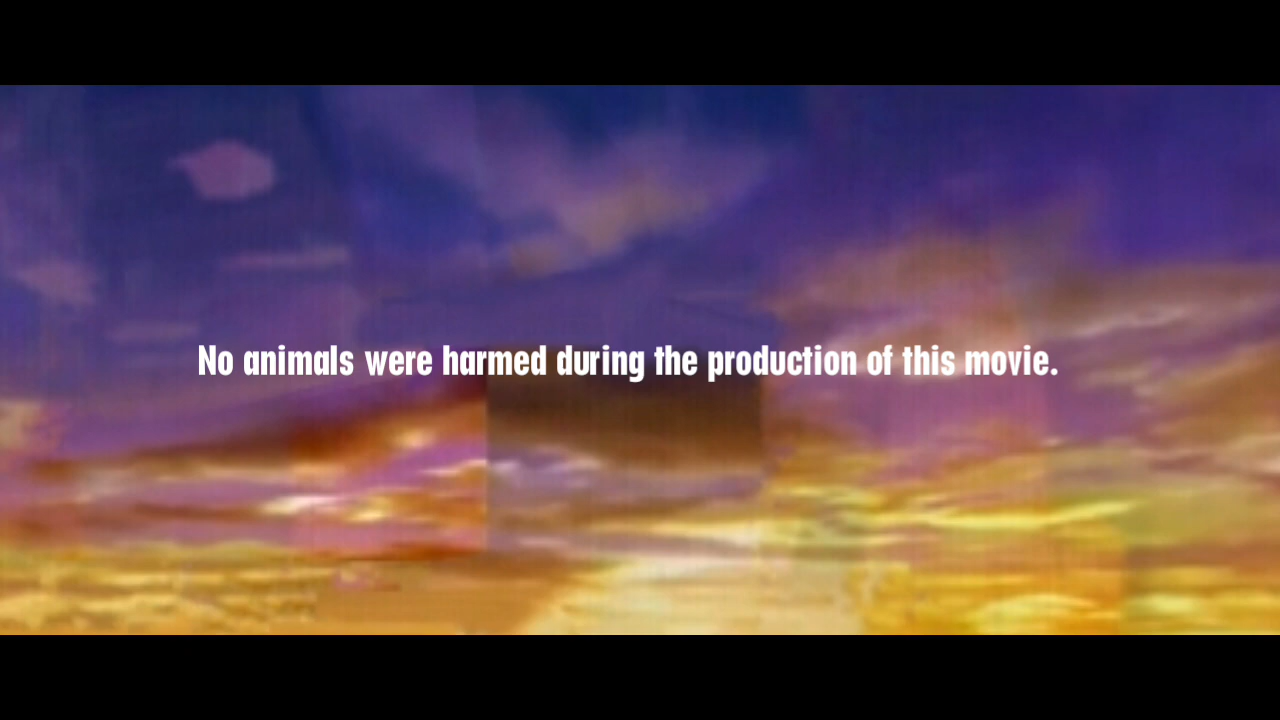 No animals were harmed during the production of this movie.